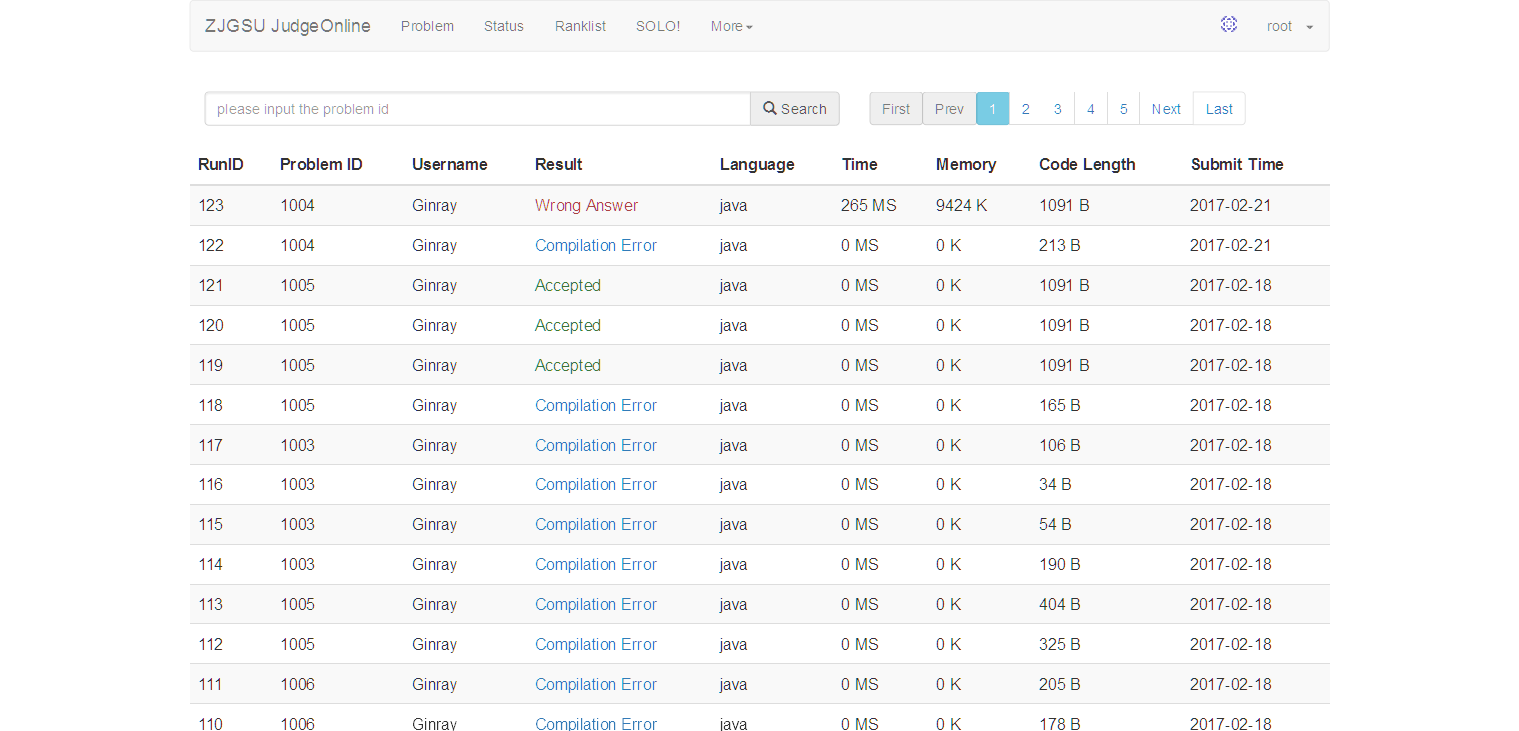 ZJGSU JudgeOnline Problem Status Ranklist SOLO! More root
please input the problem id Search First Prev 1 2 3 4 5 Next Last
RunID Problem ID Username Result Language Time Memory Code Length Submit Time
123 1004 Ginray Wrong Answer java 265 MS 9424 K 1091 B 2017-02-21
122 1004 Ginray Compilation Error java 0 MS 0 K 213 B 2017-02-21
121 1005 Ginray Accepted java 0 MS 0 K 1091 B 2017-02-18
120 1005 Ginray Accepted java 0 MS 0 K 1091 B 2017-02-18
119 1005 Ginray Accepted java 0 MS 0 K 1091 B 2017-02-18
118 1005 Ginray Compilation Error java 0 MS 0 K 165 B 2017-02-18
117 1003 Ginray Compilation Error java 0 MS 0 K 106 B 2017-02-18
116 1003 Ginray Compilation Error java 0 MS 0 K 34 B 2017-02-18
115 1003 Ginray Compilation Error java 0 MS 0 K 54 B 2017-02-18
114 1003 Ginray Compilation Error java 0 MS 0 K 190 B 2017-02-18
113 1005 Ginray Compilation Error java 0 MS 0 K 404 B 2017-02-18
112 1005 Ginray Compilation Error java 0 MS 0 K 325 B 2017-02-18
111 1006 Ginray Compilation Error java 0 MS 0 K 205 B 2017-02-18
110 1006 Ginray Compilation Error java 0 MS 0 K 178 B 2017-02-18